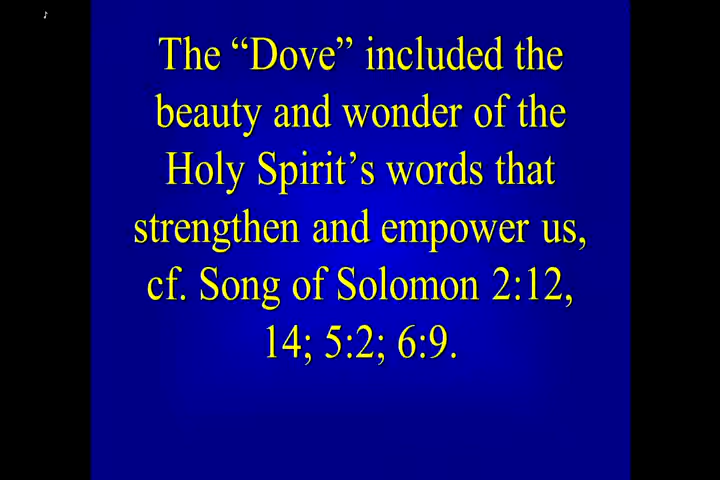 The “Dove” included the
beauty and wonder of the
Holy Spirit’s words that
strengthen and empower us,
cf. Song of Solomon 2:12,
14; 5:2; 6:9.